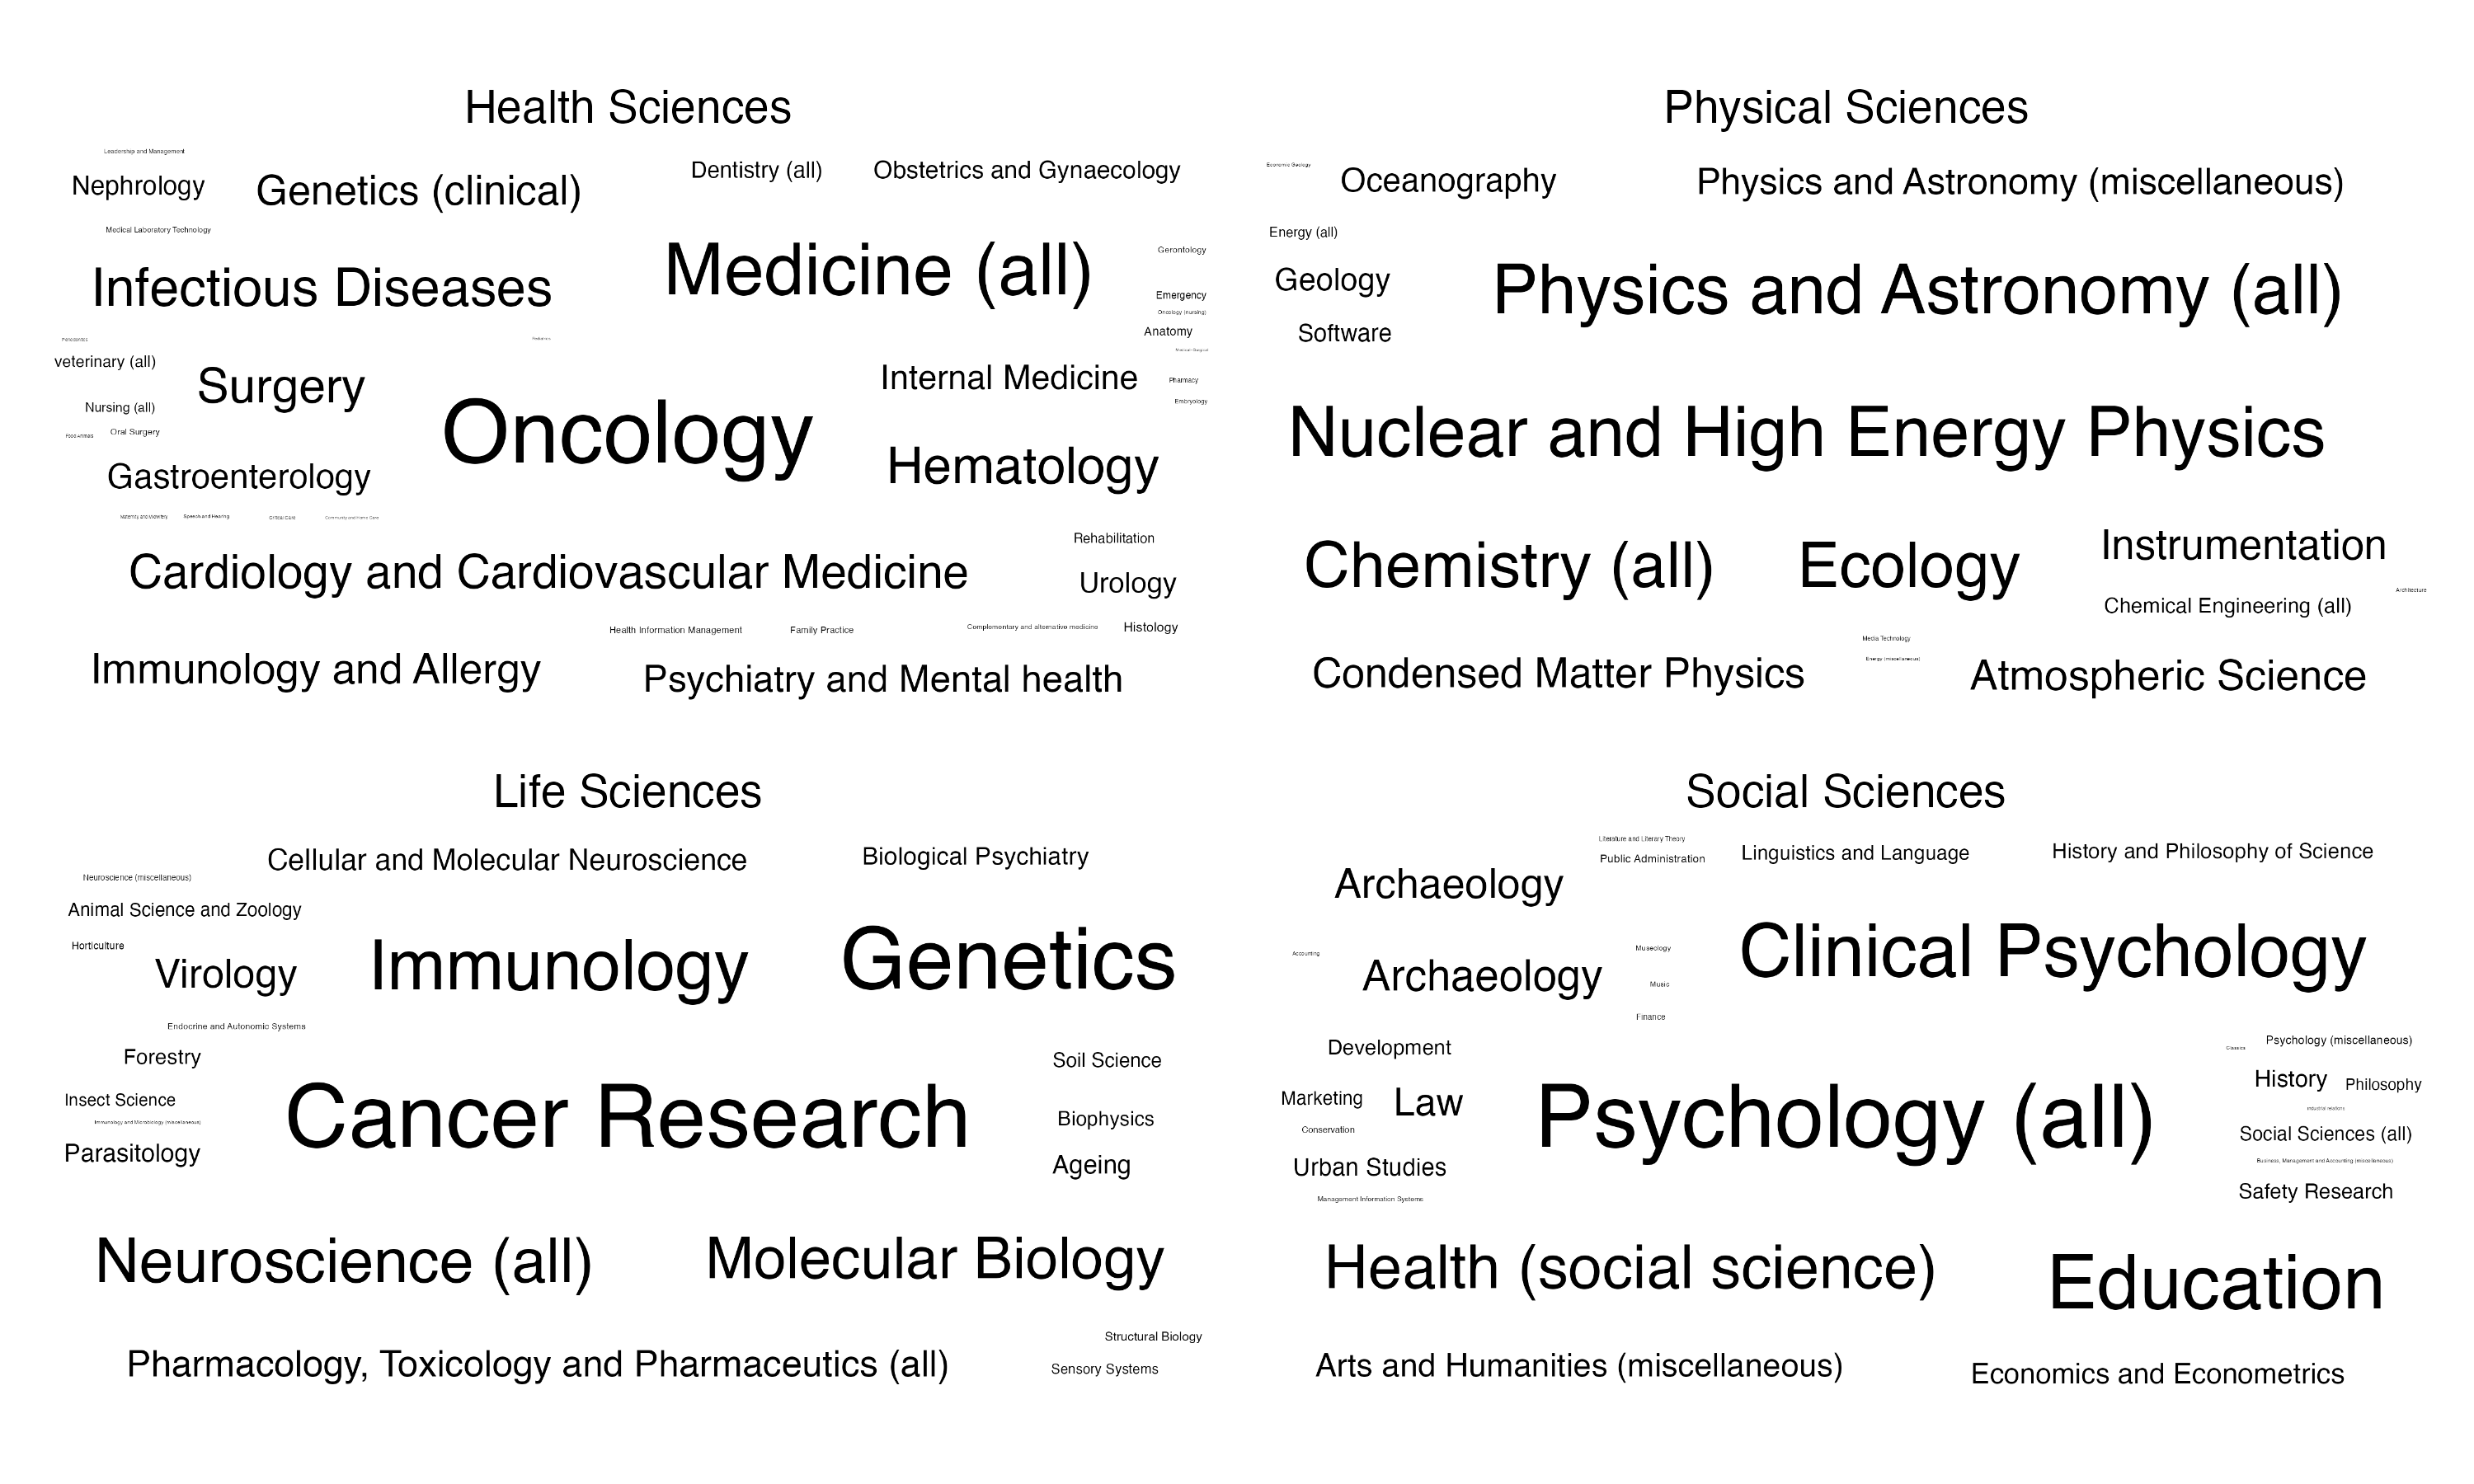 Health Sciences
Leadership and Management
Nephrology
Genetics (clinical)
Dentistry (all)
Obstetrics and Gynaecology
Medical Laboratory Technology
Infectious Diseases
Medicine (all)
Gerontology
Emergency
Oncology (nursing)
Anatomy
Periodontics
veterinary (all)
Surgery
Internal Medicine
Pharmacy
Embryology
Nursing (all)
Oral Surgery
Food Animals
Oncology
Hematology
Gastroenterology
Maternity and Midwifery
Speech and Hearing
Critical Care
Community and Home Care
Cardiology and Cardiovascular Medicine
Rehabilitation
Urology
Health Information Management
Family Practice
Complementary and alternative medicine
Histology
Immunology and Allergy
Psychiatry and Mental health
Physical Sciences
Economic Geology
Oceanography
Physics and Astronomy (miscellaneous)
Energy (all)
Geology
Physics and Astronomy (all)
Software
Nuclear and High Energy Physics
Chemistry (all)
Ecology
Instrumentation
Architecture
Chemical Engineering (all)
Media Technology
Energy (miscellaneous)
Condensed Matter Physics
Atmospheric Science
Life Sciences
Cellular and Molecular Neuroscience
Biological Psychiatry
Neuroscience (miscellaneous)
Animal Science and Zoology
Horticulture
Virology
Immunology
Genetics
Endocrine and Autonomic Systems
Forestry
Soil Science
Insect Science
Immunology and Microbiology (miscellaneous)
Cancer Research
Biophysics
Parasitology
Ageing
Neuroscience (all)
Molecular Biology
Structural Biology
Pharmacology, Toxicology and Pharmaceutics (all)
Sensory Systems
Social Sciences
Literature and Literary Theory
Public Administration
Linguistics and Language
History and Philosophy of Science
Archaeology
Accounting
Archaeology
Museology
Music
Finance
Clinical Psychology
Development
Psychology (miscellaneous)
Classics
History
Philosophy
Marketing
Law
Industrial relations
Conservation
Psychology (all)
Social Sciences (all)
Business, Management and Accounting (miscellaneous)
Urban Studies
Safety Research
Management Information Systems
Health (social science)
Education
Arts and Humanities (miscellaneous)
Economics and Econometrics